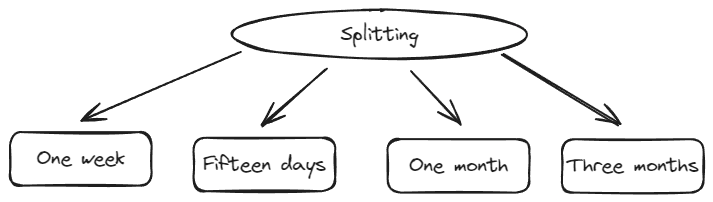 Splitting
One week
Fifteen days
One month
Three months